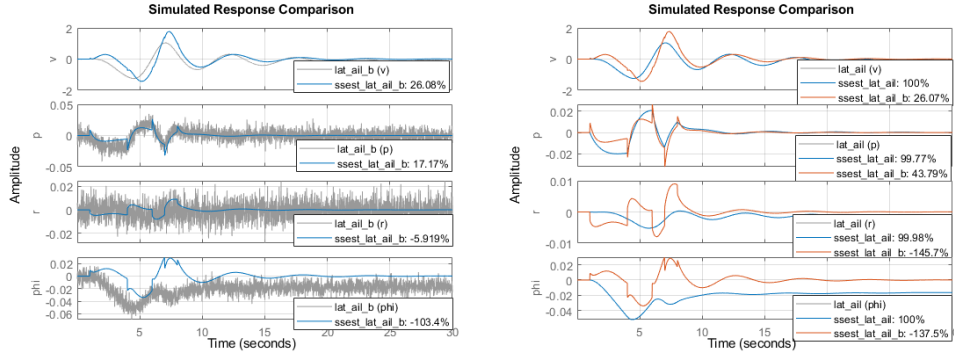 Simulated Response Comparison
2
0
-2
v
lat_ail_b (v)
ssest_lat_ail_b: 26.08%
0.05
0
-0.05
p
lat_ail_b (p)
ssest_lat_ail_b: 17.17%
0.02
0
-0.02
r
lat_ail_b (r)
ssest_lat_ail_b: -5.919%
0.02
0
-0.02
-0.04
-0.06
phi
lat_ail_b (phi)
ssest_lat_ail_b: -103.4%
5
10
15
20
25
30
Amplitude
Time (seconds)
Simulated Response Comparison
2
0
-2
v
lat_ail (v)
ssest_lat_ail: 100%
ssest_lat_ail_b: 26.07%
0.02
0
-0.02
p
lat_ail (p)
ssest_lat_ail: 99.77%
ssest_lat_ail_b: 43.79%
0.01
0
-0.01
r
lat_ail (r)
ssest_lat_ail: 99.98%
ssest_lat_ail_b: -145.7%
0.02
0
-0.02
-0.04
phi
lat_ail (phi)
ssest_lat_ail: 100%
ssest_lat_ail_b: -137.5%
5
10
15
20
25
30
Amplitude
Time (seconds)